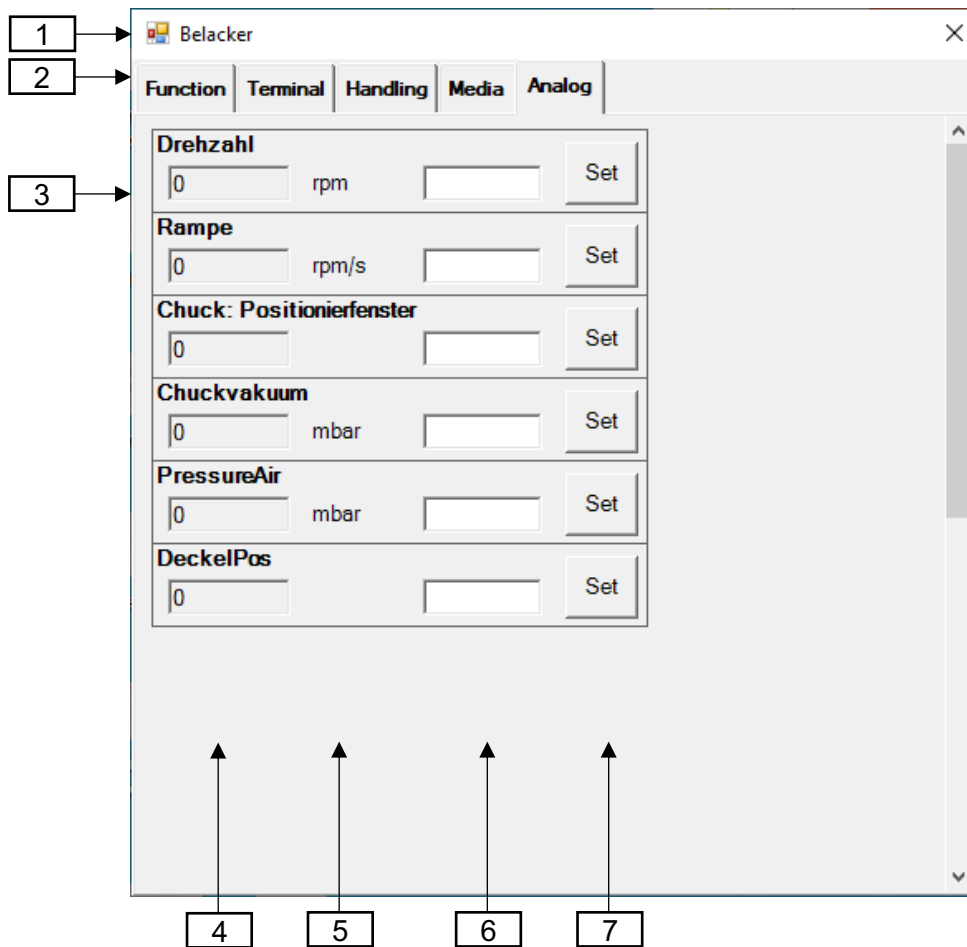 1
Belacker
2
Function Terminal Handling Media Analog
3
Drehzahl
0 rpm Set
Rampe
0 rpm/s Set
Chuck: Positionierfenster
0 Set
Chuckvakuum
0 mbar Set
PressureAir
0 mbar Set
DeckelPos
0 Set
4 5 6 7